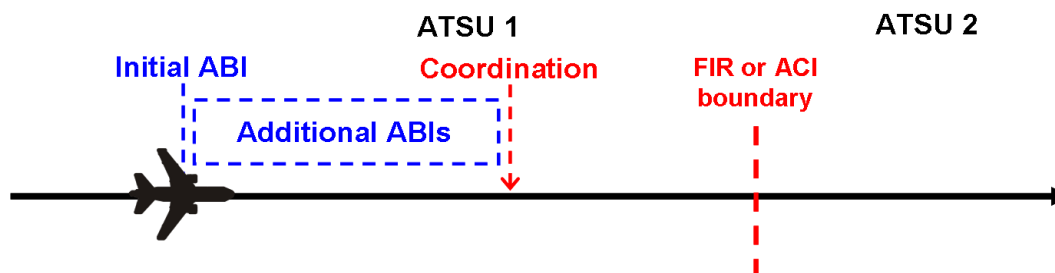 ATSU 1
ATSU 2
Initial ABI
Coordination
FIR or ACI
boundary
Additional ABIs